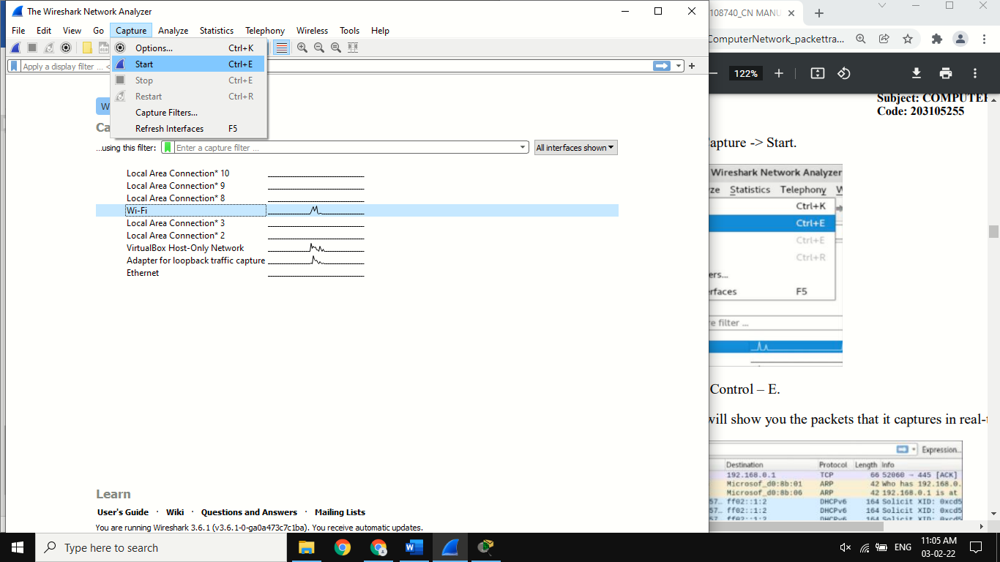 The Wireshark Network Analyzer
File Edit View Go Capture Analyze Statistics Telephony Wireless Tools Help
Options... Ctrl+K
Start Ctrl+E
Stop Ctrl+E
Restart Ctrl+R
Capture Filters...
Refresh Interfaces F5
Apply a display filter ... <
W
Ca
...using this filter: Enter a capture filter ... All interfaces shown
Local Area Connection* 10
Local Area Connection* 9
Local Area Connection* 8
Wi-Fi
Local Area Connection* 3
Local Area Connection* 2
VirtualBox Host-Only Network
Adapter for loopback traffic capture
Ethernet
Learn
User's Guide · Wiki · Questions and Answers · Mailing Lists
You are running Wireshark 3.6.1 (v3.6.1-0-ga0a473c7c1ba). You receive automatic updates.
108740_CN MANU
ComputerNetwork_packettra
122%
Subject: COMPUTER
Code: 203105255
Capture -> Start.
Wireshark Network Analyzer
ze Statistics Telephony W
Ctrl+K
Ctrl+E
Ctrl+E
Ctrl+R
ers...
rfaces F5
re filter ...
Control – E.
will show you the packets that it captures in real-t
Expression...
Destination Protocol Length Info
192.168.0.1 TCP 66 52060 → 445 [ACK]
Microsof_d0:8b:01 ARP 42 Who has 192.168.0.
Microsof_d0:8b:06 ARP 42 192.168.0.1 is at
57… ff02::1:2 DHCPv6 164 Solicit XID: 0xcd5
57… ff02::1:2 DHCPv6 164 Solicit XID: 0xcd5
57… ff02::1:2 DHCPv6 164 Solicit XID: 0xcd5
Type here to search
ENG
11:05 AM
03-02-22